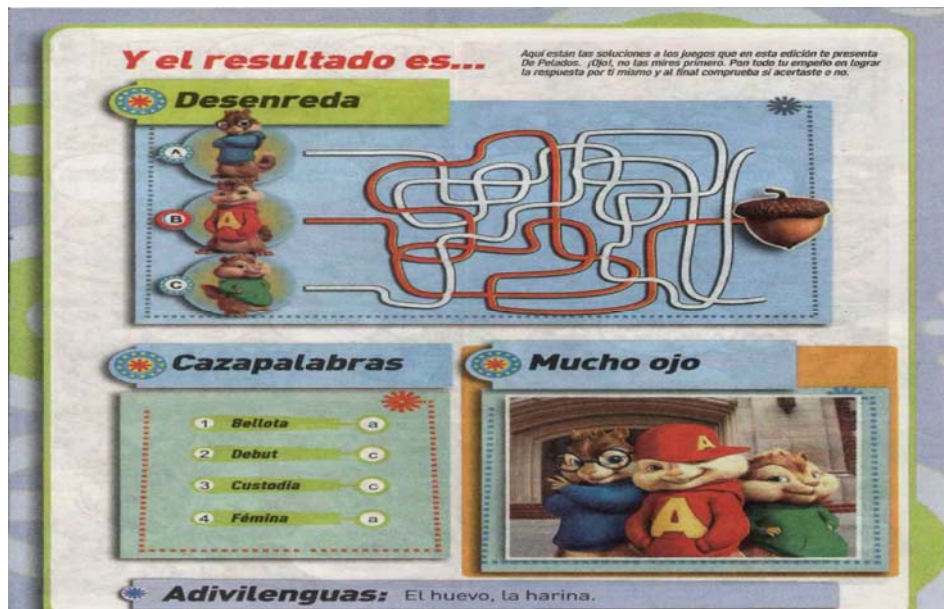 Y el resultado es...
Aquí están las soluciones a los juegos que en esta edición te presenta
De Pelados. ¡Ojo!, no las mires primero. Pon todo tu empeño en lograr
la respuesta por ti mismo y al final comprueba si acertaste o no.
Desenreda
A
B
A
C
Cazapalabras
1 Bellota a
2 Debut c
3 Custodia c
4 Fémina a
Mucho ojo
A
A
Adivilenguas: El huevo, la harina.